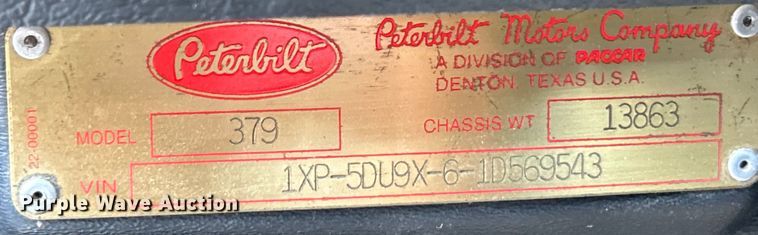 Peterbilt
Peterbilt Motors Company
A DIVISION OF PACCAR
DENTON, TEXAS U.S.A.
22-00001
MODEL 379
CHASSIS WT 13863
VIN 1XP-5DU9X-6-1D569543
Purple Wave Auction